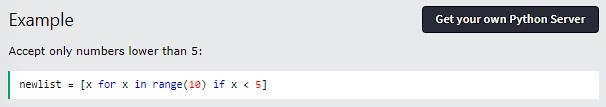 Example
Get your own Python Server
Accept only numbers lower than 5:
newlist = [x for x in range(10) if x < 5]